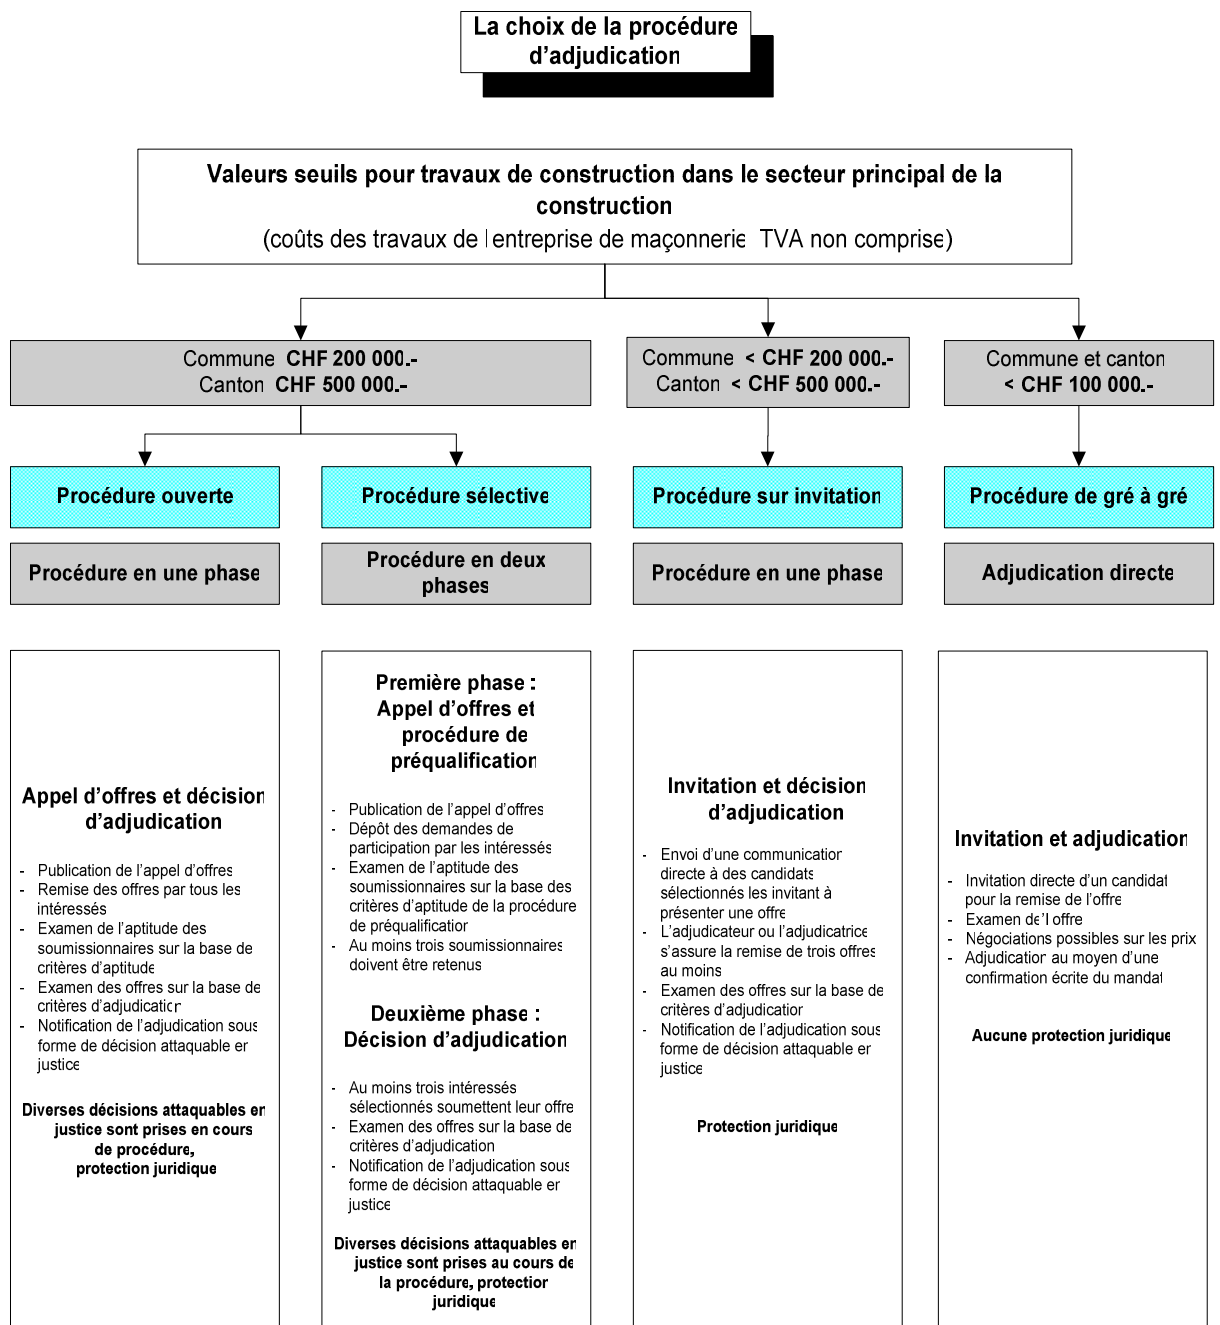 La choix de la procédure
d'adjudication
Valeurs seuils pour travaux de construction dans le secteur principal de la
construction
(coûts des travaux de l entreprise de maçonnerie TVA non comprise)
Commune CHF 200 000.-
Canton CHF 500 000.-
Commune < CHF 200 000.-
Canton < CHF 500 000.-
Commune et canton
< CHF 100 000.-
Procédure ouverte
Procédure sélective
Procédure sur invitation
Procédure de gré à gré
Procédure en une phase
Procédure en deux
phases
Procédure en une phase
Adjudication directe
Appel d'offres et décision
d'adjudication
- Publication de l'appel d'offres
- Remise des offres par tous les
intéressés
- Examen de l'aptitude des
soumissionnaires sur la base de
critères d'aptitude
- Examen des offres sur la base de
critères d'adjudication
- Notification de l'adjudication sous
forme de décision attaquable en
justice
Diverses décisions attaquables en
justice sont prises en cours
de procédure,
protection juridique
Première phase :
Appel d'offres et
procédure de
préqualification
- Publication de l'appel d'offres
- Dépôt des demandes de
participation par les intéressés
- Examen de l'aptitude des
soumissionnaires sur la base des
critères d'aptitude de la procédure
de préqualification
- Au moins trois soumissionnaires
doivent être retenus
Deuxième phase :
Décision d'adjudication
- Au moins trois intéressés
sélectionnés soumettent leur offre
- Examen des offres sur la base de
critères d'adjudication
- Notification de l'adjudication sous
forme de décision attaquable en
justice
Diverses décisions attaquables en
justice sont prises au cours de
la procédure, protection
juridique
Invitation et décision
d'adjudication
- Envoi d'une communication
directe à des candidats
sélectionnés les invitant à
présenter une offre
- L'adjudicateur ou l'adjudicatrice
s'assure la remise de trois offres
au moins
- Examen des offres sur la base de
critères d'adjudication
- Notification de l'adjudication sous
forme de décision attaquable en
justice
Protection juridique
Invitation et adjudication
- Invitation directe d'un candidat
pour la remise de l'offre
- Examen de l offre
- Négociations possibles sur les prix
- Adjudication au moyen d'une
confirmation écrite du mandat
Aucune protection juridique